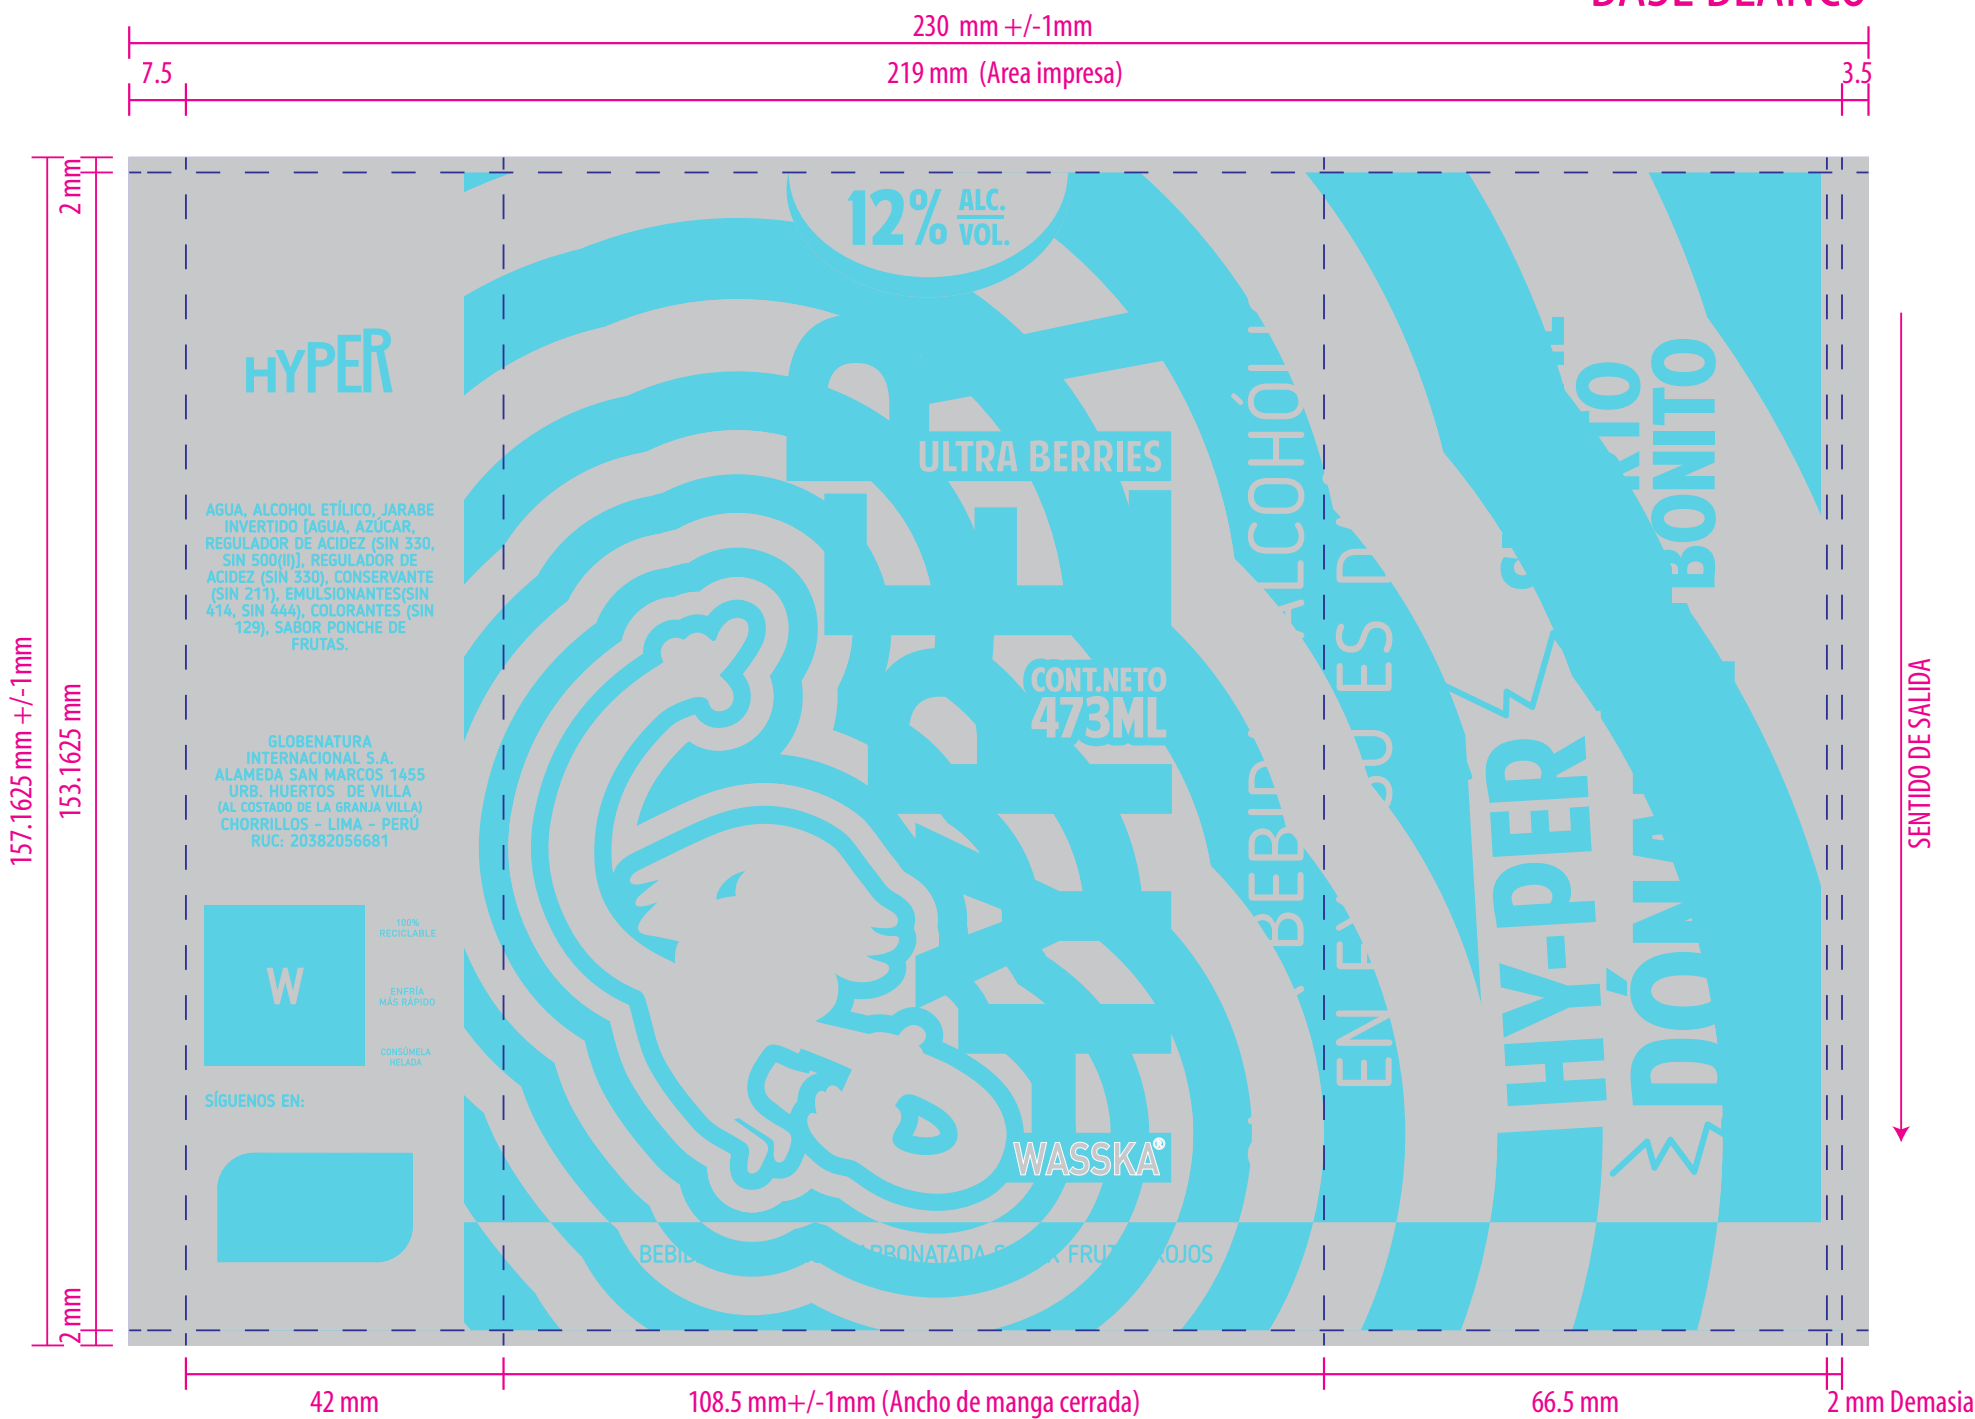 BASE BLANCO
230 mm +/-1mm
7.5
219 mm (Area impresa)
3.5
2 mm
157.1625 mm +/-1mm
153.1625 mm
2 mm
12% ALC.
VOL.
HYPER
ULTRA BERRIES
AGUA, ALCOHOL ETÍLICO, JARABE
INVERTIDO [AGUA, AZÚCAR,
REGULADOR DE ACIDEZ (SIN 330,
SIN 500(II)], REGULADOR DE
ACIDEZ (SIN 330), CONSERVANTE
(SIN 211), EMULSIONANTES(SIN
414, SIN 444), COLORANTES (SIN
129), SABOR PONCHE DE
FRUTAS.
CONT.NETO
473ML
GLOBENATURA
INTERNACIONAL S.A.
ALAMEDA SAN MARCOS 1455
URB. HUERTOS DE VILLA
(AL COSTADO DE LA GRANJA VILLA)
CHORRILLOS - LIMA - PERÚ
RUC: 20382056681
W
100%
RECICLABLE
ENFRÍA
MÁS RÁPIDO
CONSÚMELA
HELADA
SÍGUENOS EN:
WASSKA®
HY-PER
BONITO
EN ES
SENTIDO DE SALIDA
42 mm
108.5 mm+/-1mm (Ancho de manga cerrada)
66.5 mm
2 mm Demasia